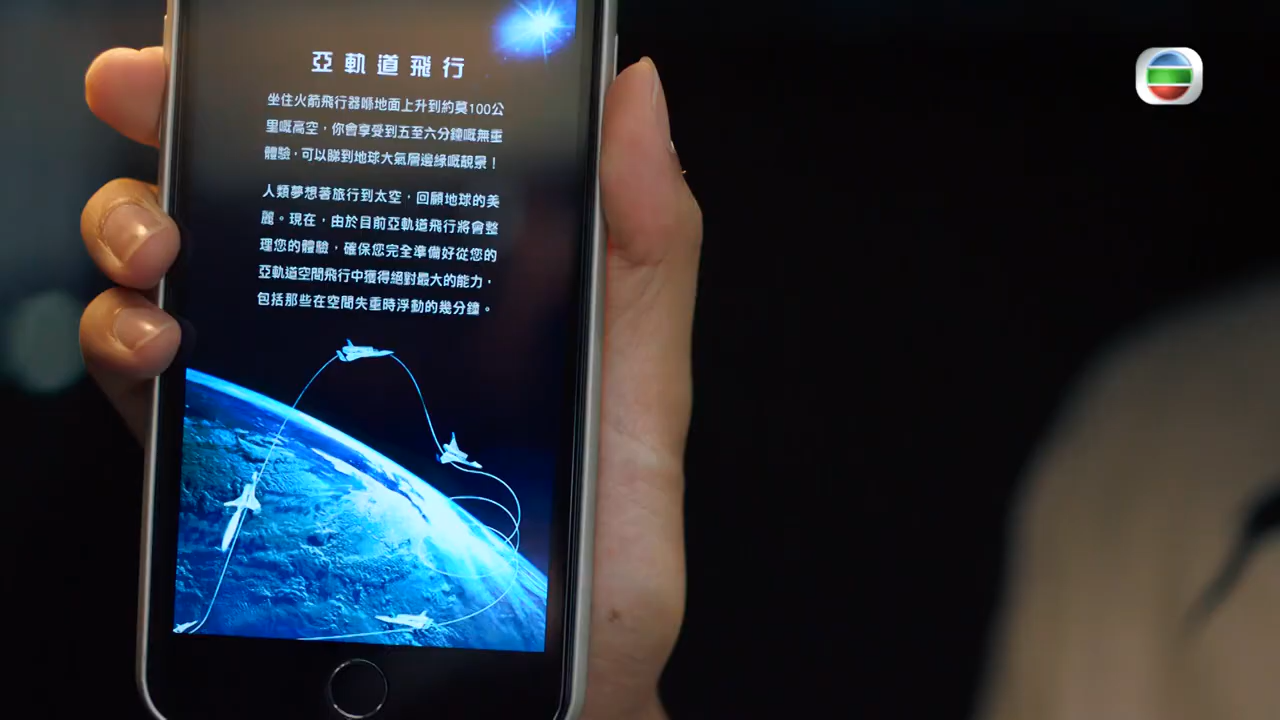 亞軌道飛行
坐住火箭飛行器喺地面上升到約莫100公
里嘅高空，你會享受到五至六分鐘嘅無重
體驗，可以睇到地球大氣層邊緣嘅靚景！
人類夢想著旅行到太空，回顧地球的美
麗。現在，由於目前亞軌道飛行將會整
理您的體驗，確保您完全準備好從您的
亞軌道空間飛行中獲得絕對最大的能力，
包括那些在空間失重時浮動的幾分鐘。